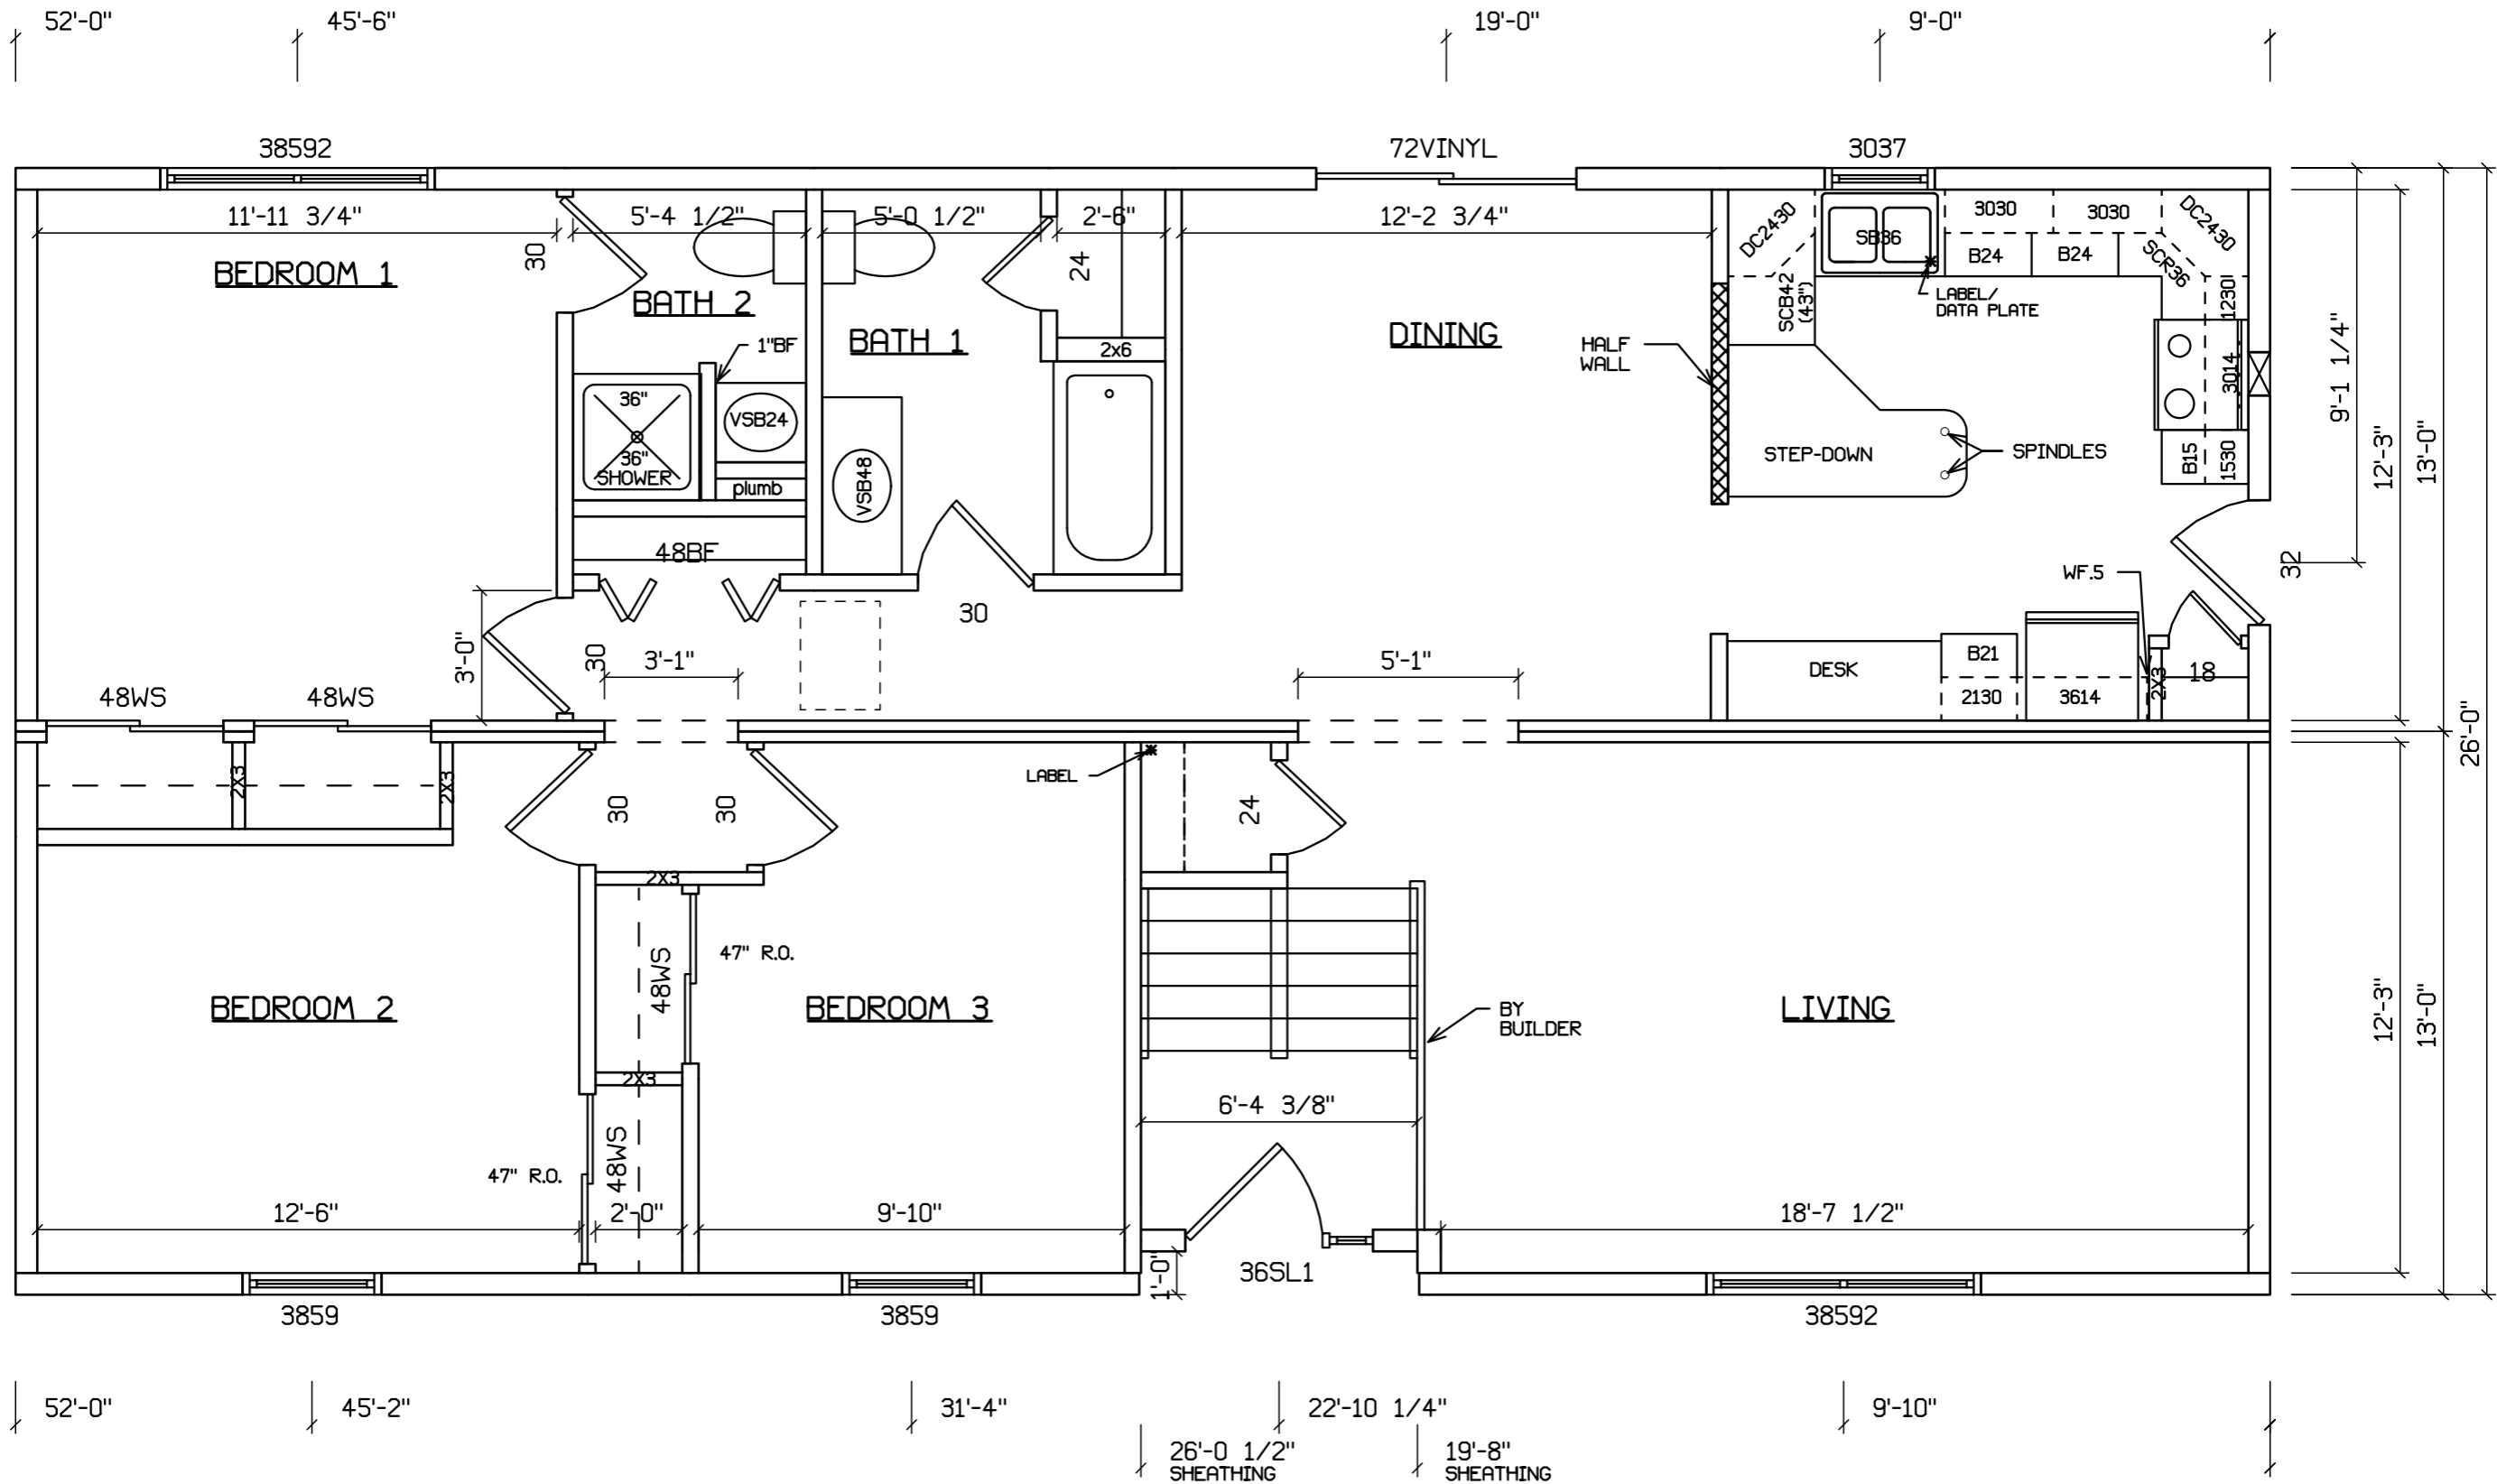 52'-0" 45'-6" 19'-0" 9'-0"
38592 72VINYL 3037
11'-11 3/4" 5'-4 1/2" 5'-0 1/2" 2'-6" 12'-2 3/4"
DC2430 SB36 3030 3030 DC2430
B24 B24 SCR36
30 24
BEDROOM 1
BATH 2
BATH 1
DINING
SCB42
(43")
LABEL/
DATA PLATE
1230
1"BF
2x6
HALF
WALL
3014
9'-1 1/4"
36"
36"
SHOWER
VSB24
plumb
VSB48
STEP-DOWN
SPINDLES
B15 1530
12'-3" 13'-0"
48BF
30
32
WF.5
3'-0"
30
3'-1"
5'-1"
DESK
B21
2130
3614
2X3
18
48WS 48WS
26'-0"
2X3 2X3
LABEL
30 30 24
2X3
47" R.O.
48WS
BEDROOM 2
BEDROOM 3
LIVING
BY
BUILDER
12'-3" 13'-0"
2X3
6'-4 3/8"
47" R.O.
48WS
12'-6" 2'-0" 9'-10" 18'-7 1/2"
1'-0"
36SL1
3859 3859 38592
52'-0" 45'-2" 31'-4" 22'-10 1/4" 9'-10"
26'-0 1/2"
SHEATHING
19'-8"
SHEATHING